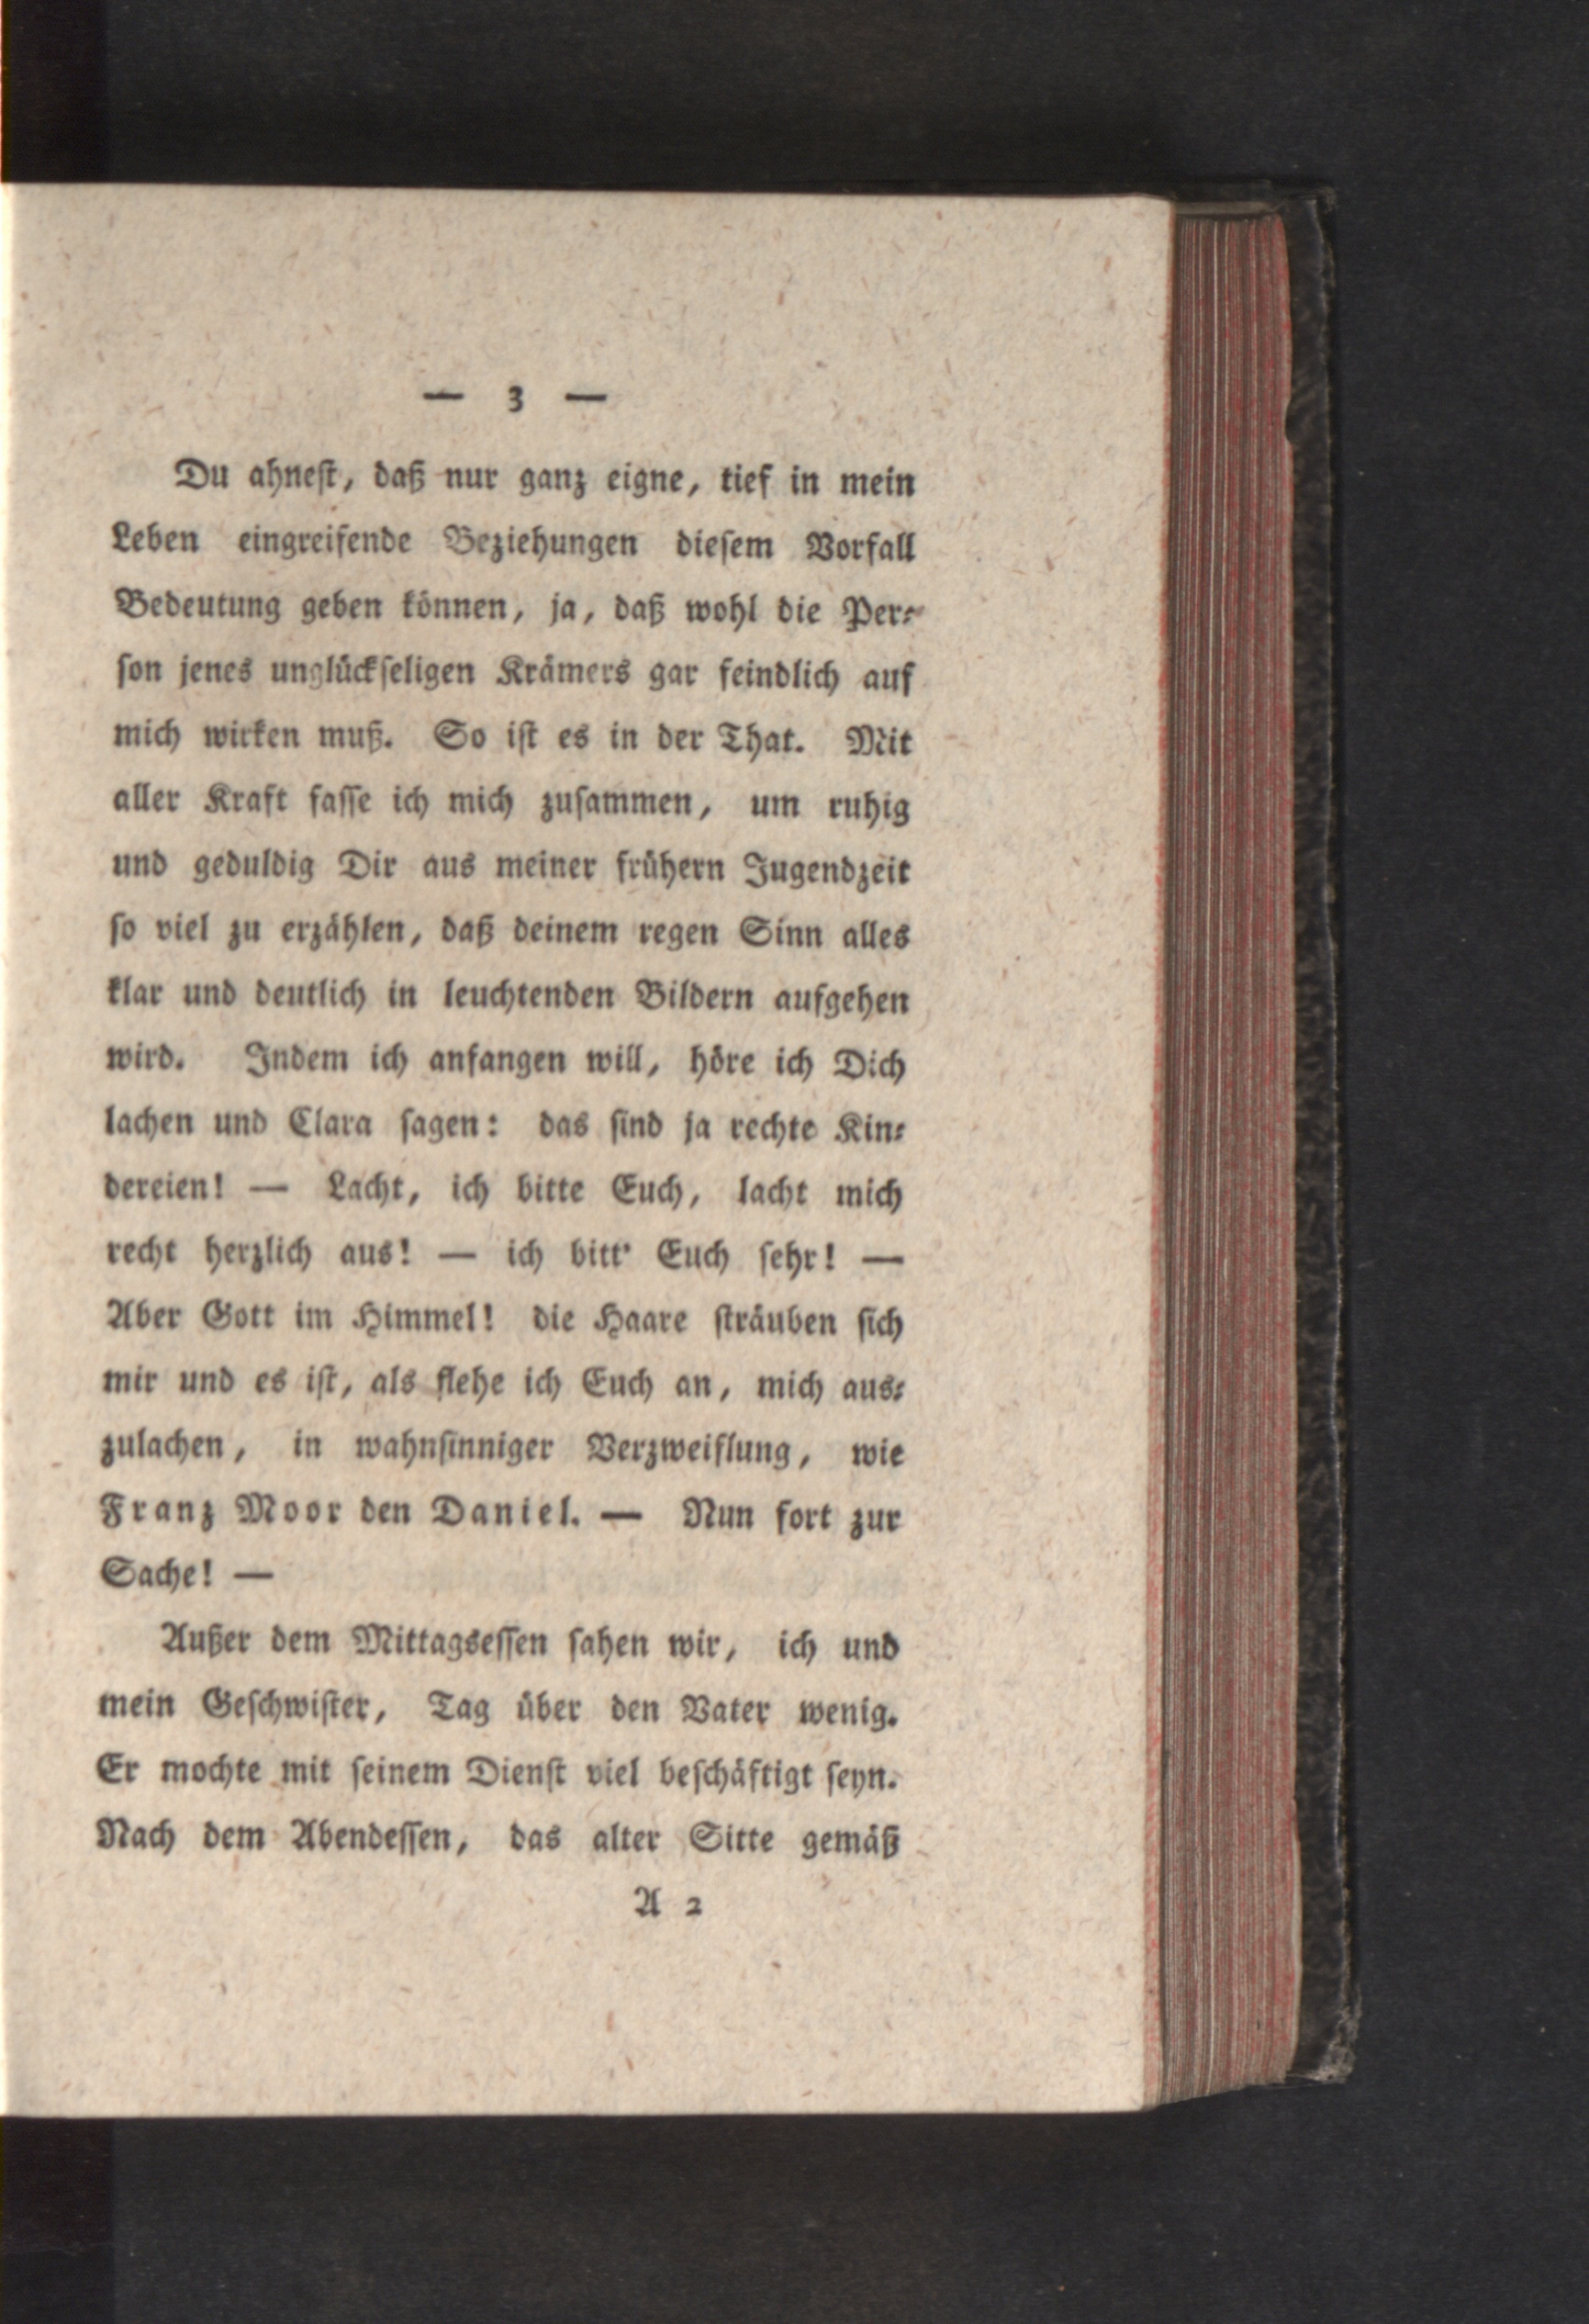 — 3 —
Du ahneſt, daß nur ganz eigne, tief in mein
Leben eingreifende Beziehungen dieſem Vorfall
Bedeutung geben können, ja, daß wohl die Per⸗
ſon jenes unglückſeligen Krämers gar feindlich auf
mich wirken muß. So iſt es in der That. Mit
aller Kraft faſſe ich mich zuſammen, um ruhig
und geduldig Dir aus meiner frühern Jugendzeit
ſo viel zu erzählen, daß deinem regen Sinn alles
klar und deutlich in leuchtenden Bildern aufgehen
wird. Indem ich anfangen will, höre ich Dich
lachen und Clara ſagen: das ſind ja rechte Kin⸗
dereien! — Lacht, ich bitte Euch, lacht mich
recht herzlich aus! — ich bitt' Euch ſehr! —
Aber Gott im Himmel! die Haare ſträuben ſich
mir und es iſt, als flehe ich Euch an, mich aus⸗
zulachen, in wahnſinniger Verzweiflung, wie
Franz Moor den Daniel. — Nun fort zur
Sache! —
Außer dem Mittagseſſen ſahen wir, ich und
mein Geſchwiſter, Tag über den Vater wenig.
Er mochte mit ſeinem Dienſt viel beſchäftigt ſeyn.
Nach dem Abendeſſen, das alter Sitte gemäß
A 2